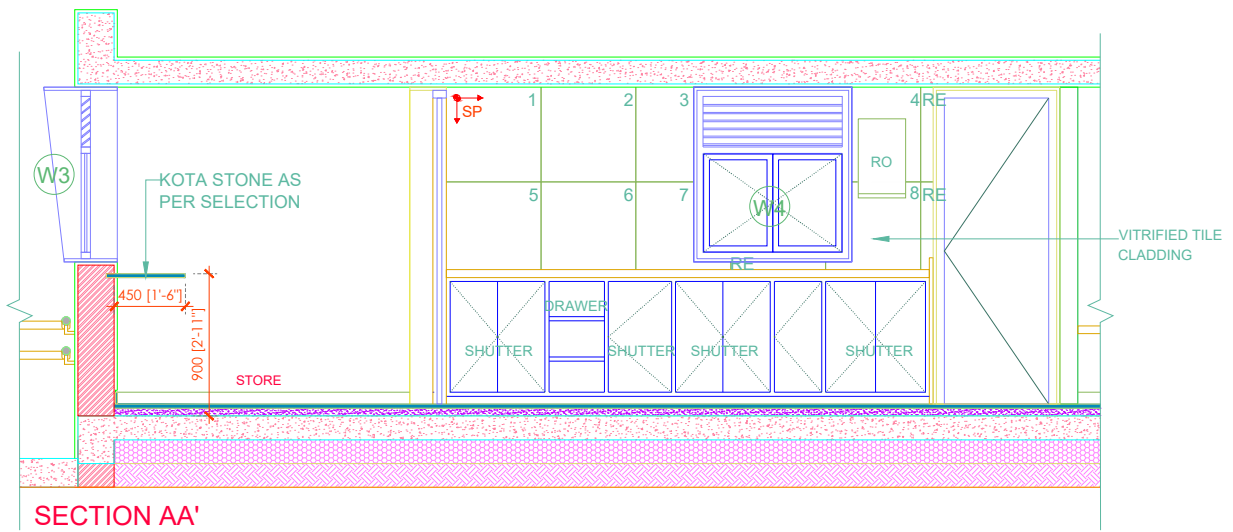 1
2
3
4
RE
SP
RO
W3
KOTA STONE AS
PER SELECTION
5
6
7
8
RE
W4
VITRIFIED TILE
CLADDING
RE
450 [1'-6"]
900 [2'-11"]
DRAWER
SHUTTER
SHUTTER
SHUTTER
SHUTTER
STORE
SECTION AA'